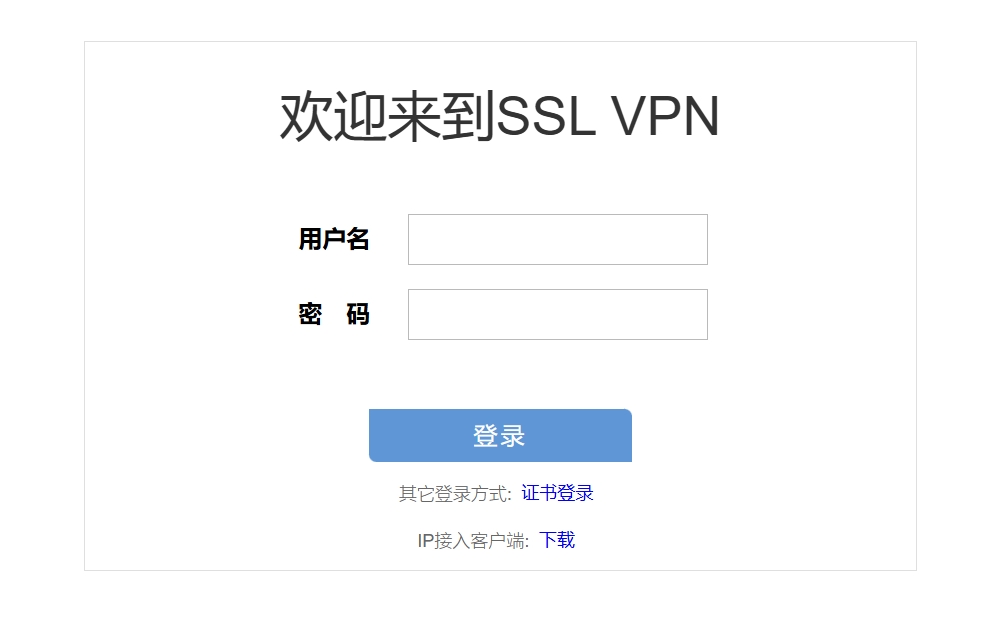 欢迎来到SSL VPN
用户名
密 码
登录
其它登录方式: 证书登录
IP接入客户端: 下载